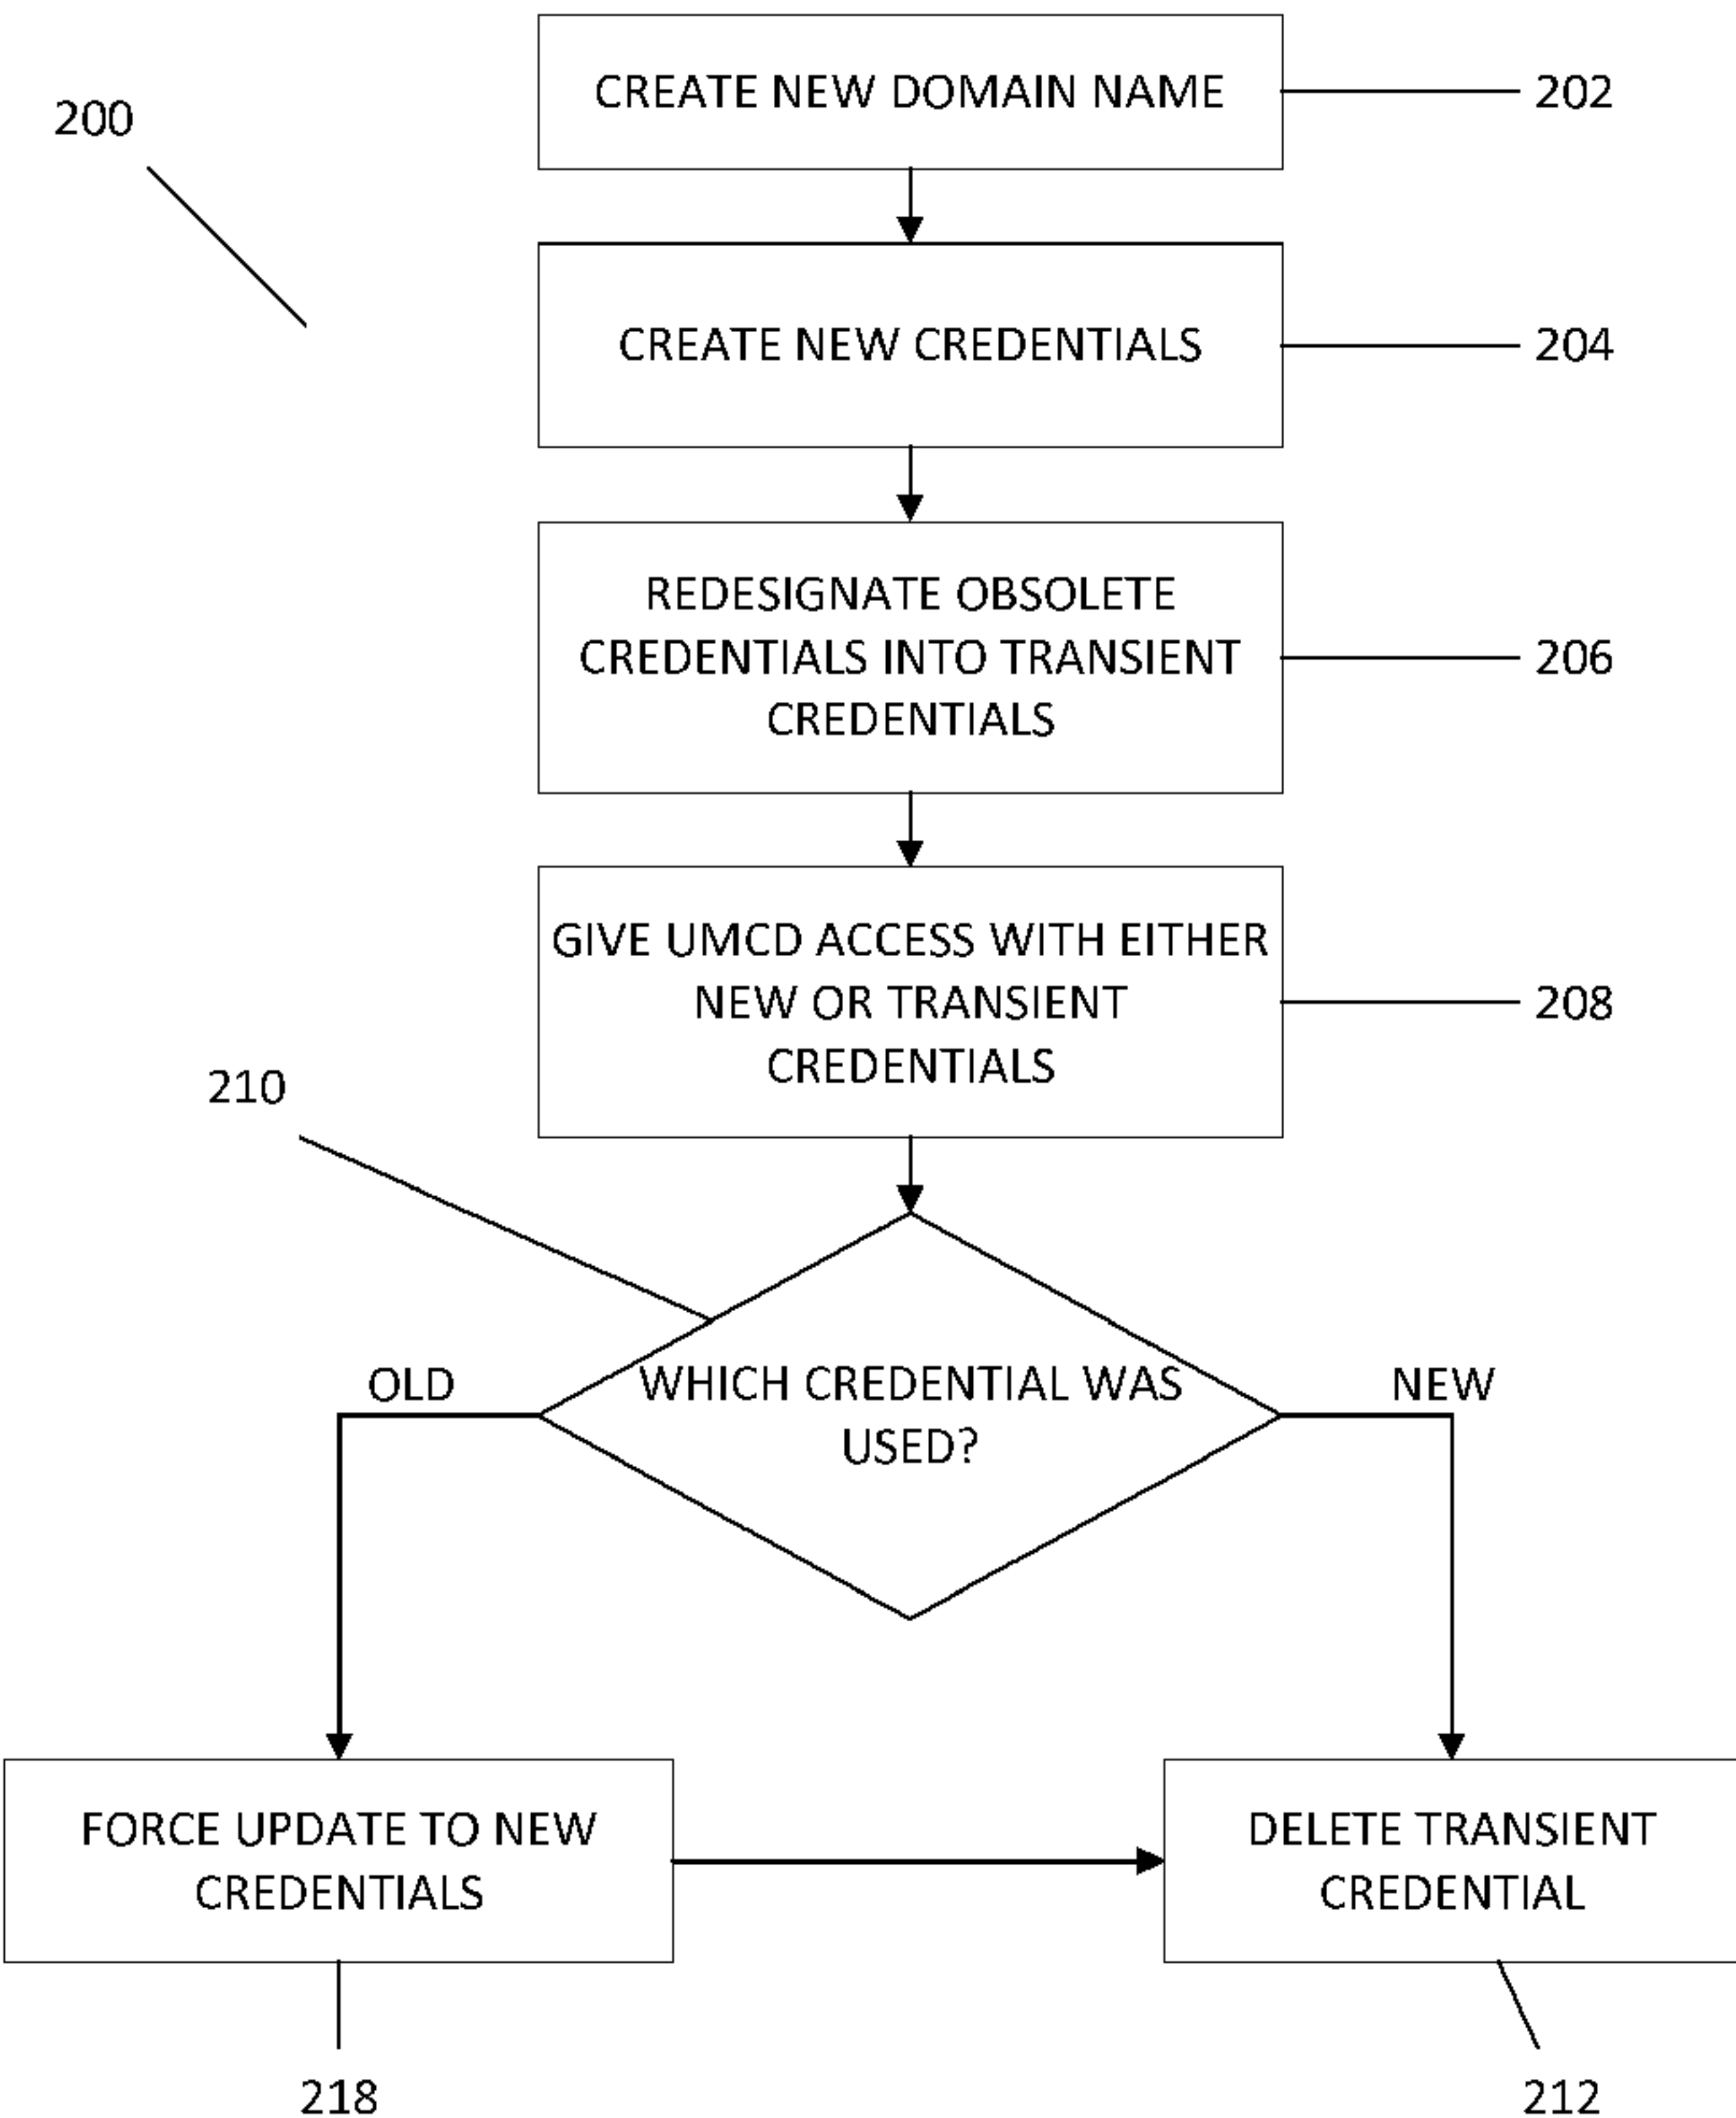 200
CREATE NEW DOMAIN NAME
202
CREATE NEW CREDENTIALS
204
REDESIGNATE OBSOLETE
CREDENTIALS INTO TRANSIENT
CREDENTIALS
206
GIVE UMCD ACCESS WITH EITHER
NEW OR TRANSIENT
CREDENTIALS
208
210
WHICH CREDENTIAL WAS
USED?
OLD
NEW
FORCE UPDATE TO NEW
CREDENTIALS
DELETE TRANSIENT
CREDENTIAL
218
212